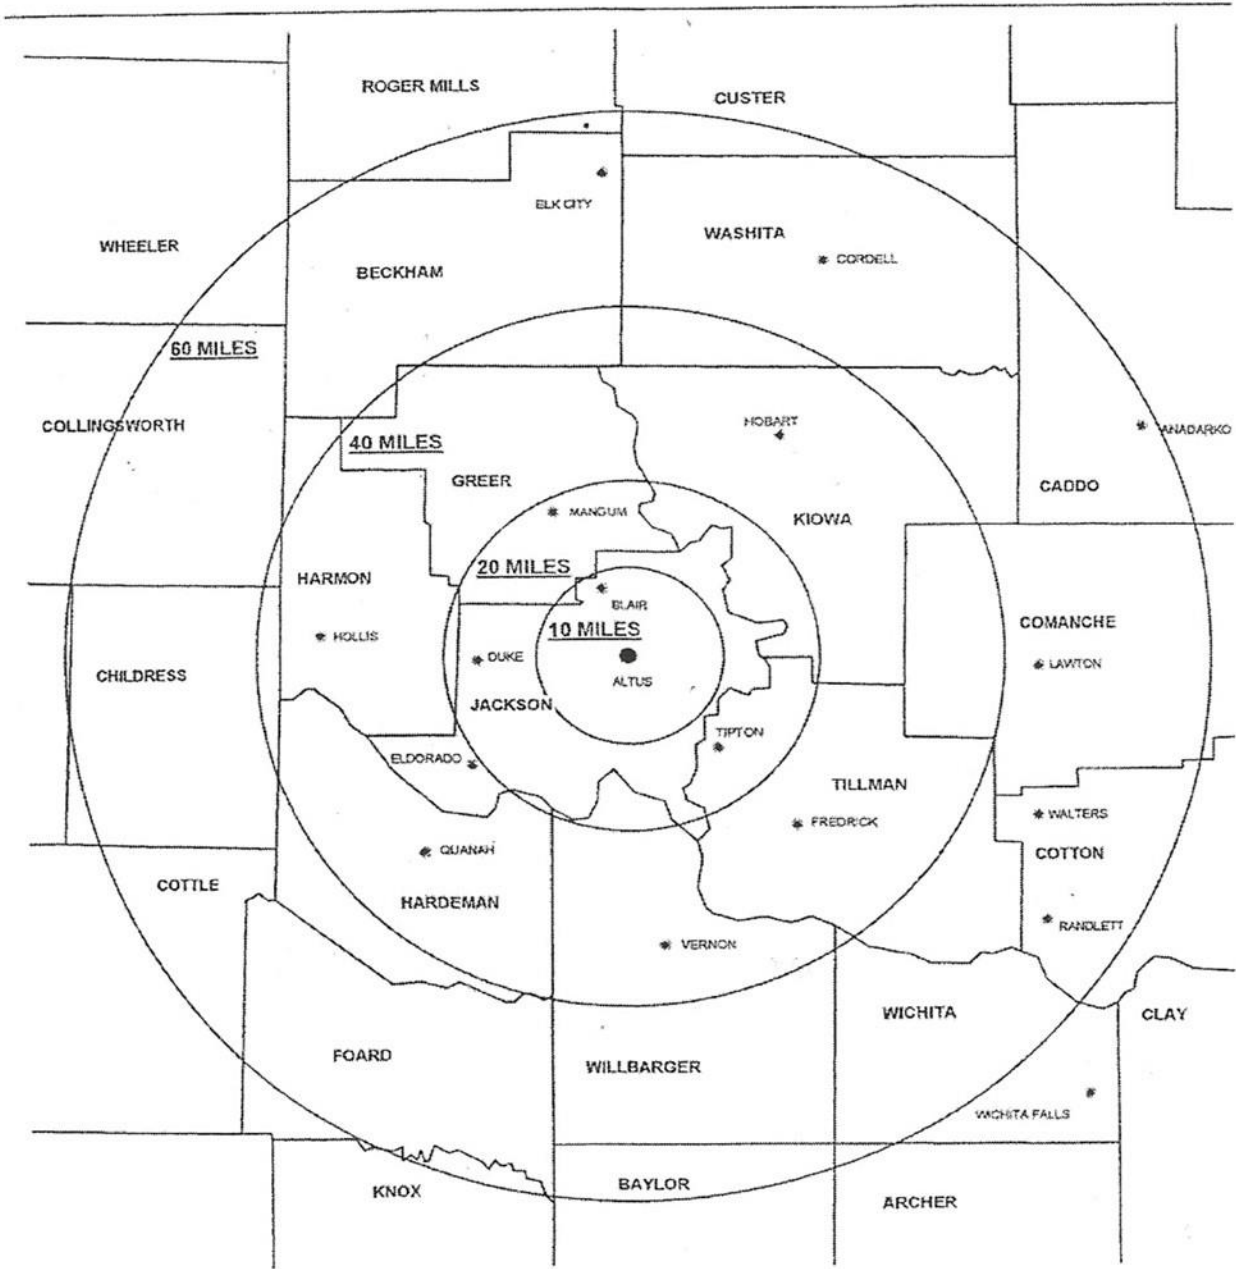 ROGER MILLS
CUSTER
ELK CITY
WHEELER
WASHITA
BECKHAM
CORDELL
60 MILES
COLLINGSWORTH
HOBART
ANADARKO
40 MILES
GREER
CADDO
MANGUM
KIOWA
20 MILES
HARMON
BLAIR
10 MILES
COMANCHE
HOLLIS
DUKE
LAWTON
CHILDRESS
ALTUS
JACKSON
TIPTON
ELDORADO
TILLMAN
WALTERS
FREDRICK
QUANAH
COTTON
COTTLE
HARDEMAN
RANDLETT
VERNON
WICHITA
CLAY
FOARD
WILLBARGER
WICHITA FALLS
BAYLOR
KNOX
ARCHER